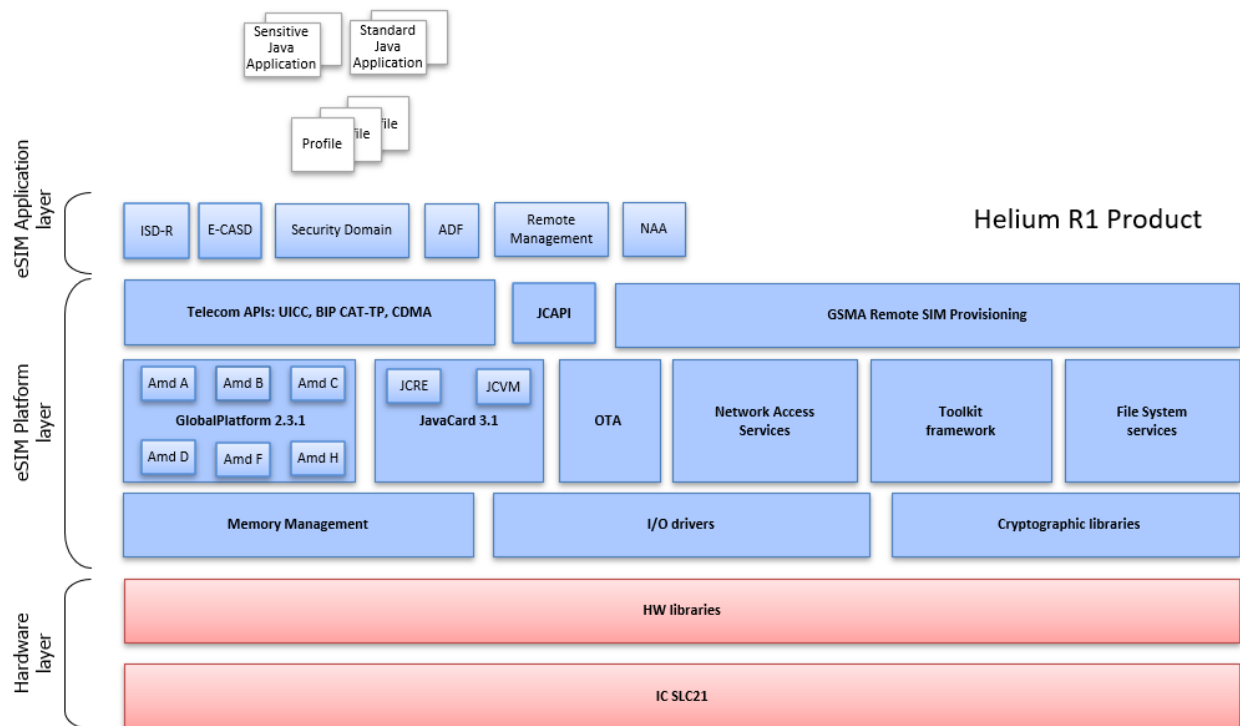 Sensitive
Java
Application
Standard
Java
Application
Profile
file
file
eSIM Application
layer
ISD-R
E-CASD
Security Domain
ADF
Remote
Management
NAA
Helium R1 Product
eSIM Platform
layer
Telecom APIs: UICC, BIP CAT-TP, CDMA
JCAPI
GSMA Remote SIM Provisioning
Amd A
Amd B
Amd C
GlobalPlatform 2.3.1
Amd D
Amd F
Amd H
JCRE
JCVM
JavaCard 3.1
OTA
Network Access
Services
Toolkit
framework
File System
services
Memory Management
I/O drivers
Cryptographic libraries
Hardware
layer
HW libraries
IC SLC21